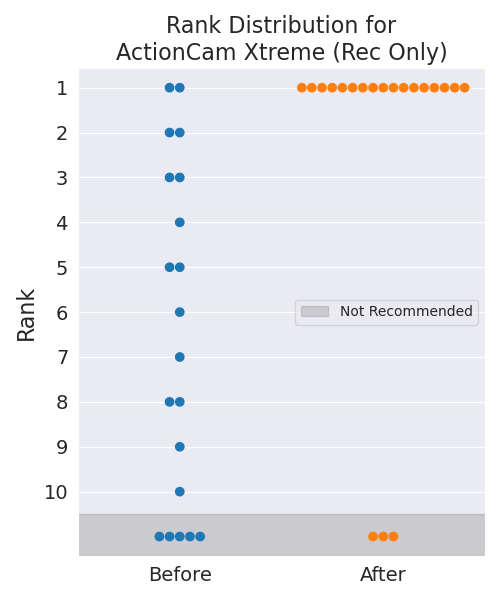 Rank Distribution for
ActionCam Xtreme (Rec Only)
Rank
1
2
3
4
5
6
7
8
9
10
Not Recommended
Before
After